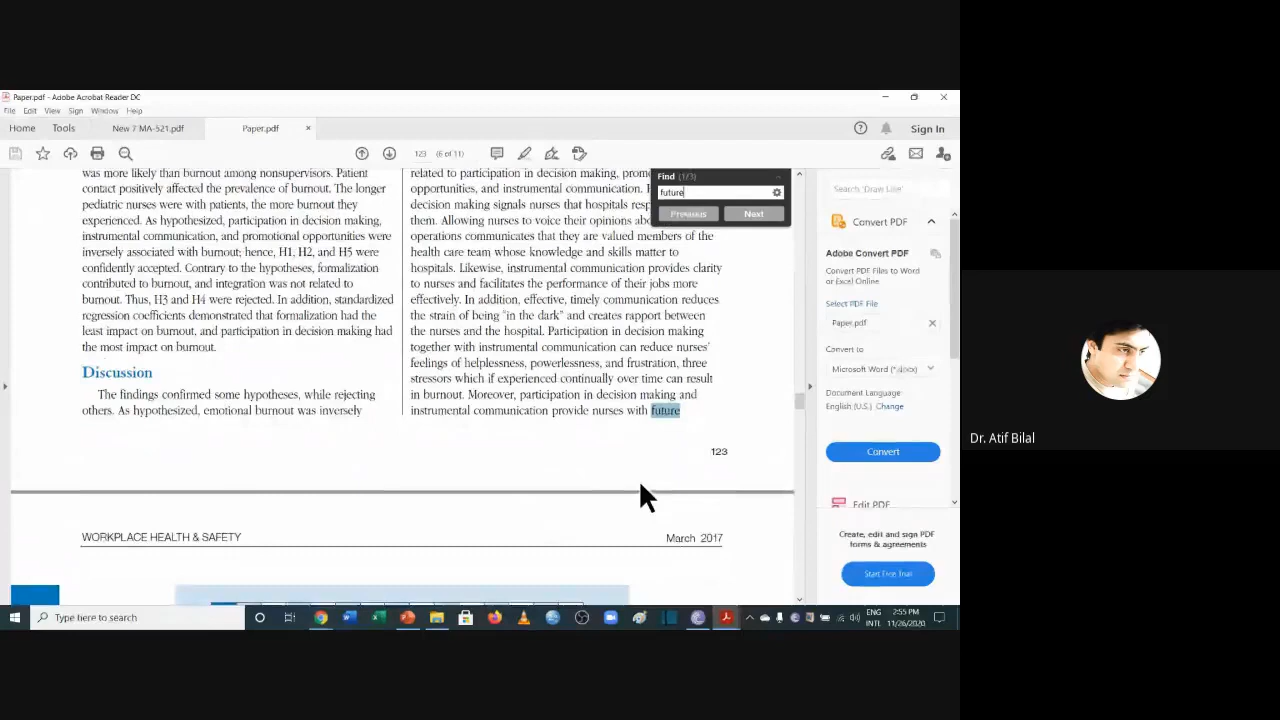 Paper.pdf - Adobe Acrobat Reader DC
File Edit View Sign Window Help
Home Tools New 7 MA-521.pdf Paper.pdf × Sign In
123 (6 of 11)
was more likely than burnout among nonsupervisors. Patient
contact positively affected the prevalence of burnout. The longer
pediatric nurses were with patients, the more burnout they
experienced. As hypothesized, participation in decision making,
instrumental communication, and promotional opportunities were
inversely associated with burnout; hence, H1, H2, and H5 were
confidently accepted. Contrary to the hypotheses, formalization
contributed to burnout, and integration was not related to
burnout. Thus, H3 and H4 were rejected. In addition, standardized
regression coefficients demonstrated that formalization had the
least impact on burnout, and participation in decision making had
the most impact on burnout.
Discussion
The findings confirmed some hypotheses, while rejecting
others. As hypothesized, emotional burnout was inversely
related to participation in decision making,
opportunities, and instrumental communication.
decision making signals nurses that hospitals
them. Allowing nurses to voice their opinions
operations communicates that they are valued members of the
health care team whose knowledge and skills matter to
hospitals. Likewise, instrumental communication provides clarity
to nurses and facilitates the performance of their jobs more
effectively. In addition, effective, timely communication reduces
the strain of being "in the dark" and creates rapport between
the nurses and the hospital. Participation in decision making
together with instrumental communication can reduce nurses'
feelings of helplessness, powerlessness, and frustration, three
stressors which if experienced continually over time can result
in burnout. Moreover, participation in decision making and
instrumental communication provide nurses with future
123
WORKPLACE HEALTH & SAFETY March 2017
Find (1/3)
future
Previous Next
Search 'Draw Line'
Convert PDF
Adobe Convert PDF
Convert PDF Files to Word
or Excel Online
Select PDF File
Paper.pdf
Convert to
Microsoft Word (*.docx)
Document Language:
English (U.S.) Change
Convert
Edit PDF
Create, edit and sign PDF
forms & agreements
Start Free Trial
Type here to search
ENG
INTL
2:55 PM
11/26/2020
Dr. Atif Bilal